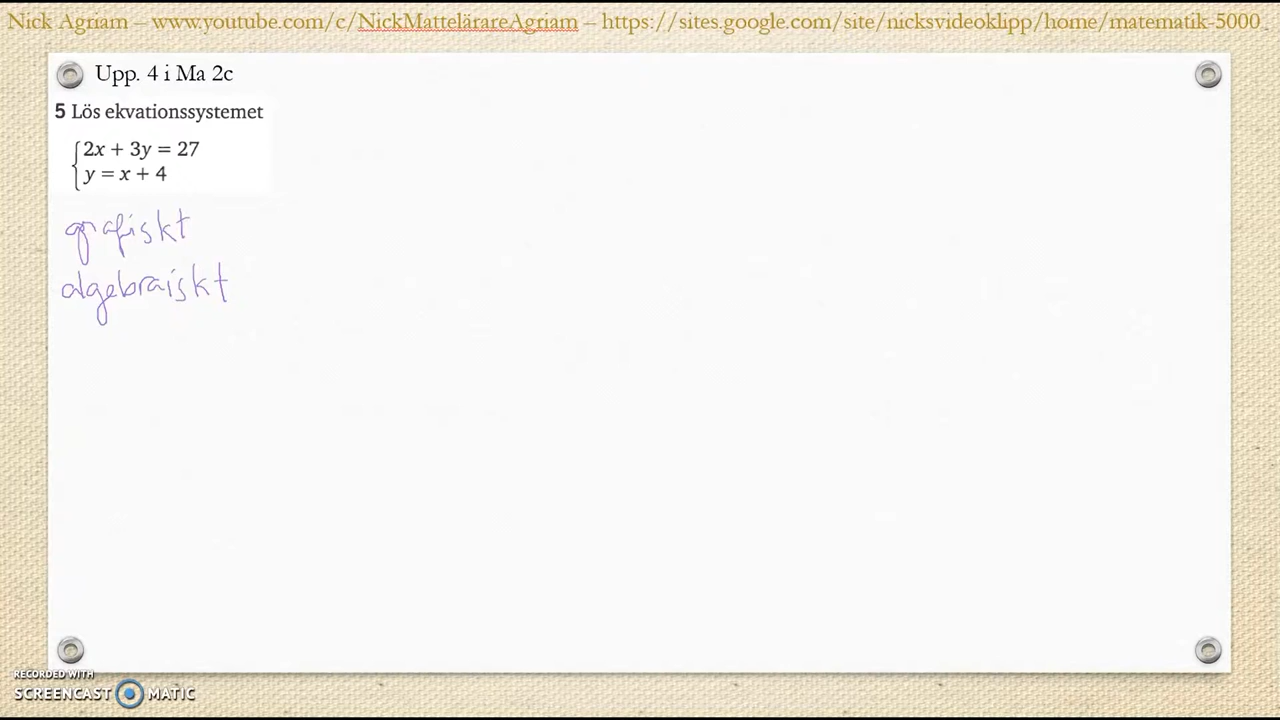 Nick Agriam – www.youtube.com/c/NickMattelärareAgriam – https://sites.google.com/site/nicksvideoklipp/home/matematik-5000
Upp. 4 i Ma 2c
5 Lös ekvationssystemet
2x + 3y = 27
y = x + 4
grafiskt
algebraiskt
RECORDED WITH
SCREENCAST MATIC